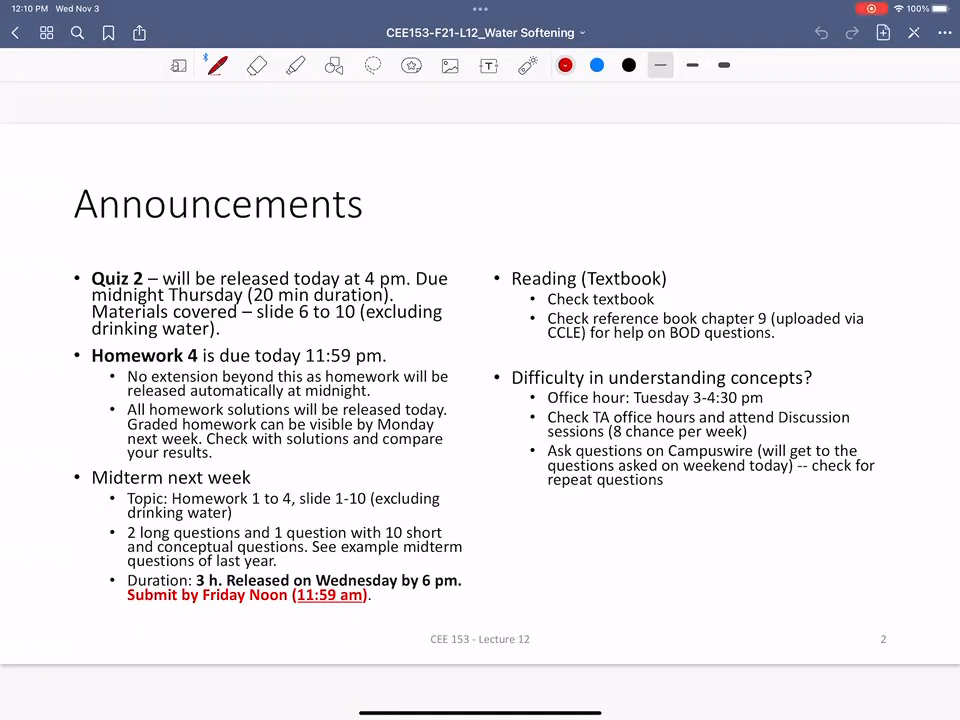 12:10 PM Wed Nov 3
100%
CEE153-F21-L12_Water Softening
Announcements
• Quiz 2 – will be released today at 4 pm. Due
midnight Thursday (20 min duration).
Materials covered – slide 6 to 10 (excluding
drinking water).
• Homework 4 is due today 11:59 pm.
• No extension beyond this as homework will be
released automatically at midnight.
• All homework solutions will be released today.
Graded homework can be visible by Monday
next week. Check with solutions and compare
your results.
• Midterm next week
• Topic: Homework 1 to 4, slide 1-10 (excluding
drinking water)
• 2 long questions and 1 question with 10 short
and conceptual questions. See example midterm
questions of last year.
• Duration: 3 h. Released on Wednesday by 6 pm.
Submit by Friday Noon (11:59 am).
• Reading (Textbook)
• Check textbook
• Check reference book chapter 9 (uploaded via
CCLE) for help on BOD questions.
• Difficulty in understanding concepts?
• Office hour: Tuesday 3-4:30 pm
• Check TA office hours and attend Discussion
sessions (8 chance per week)
• Ask questions on Campuswire (will get to the
questions asked on weekend today) -- check for
repeat questions
CEE 153 - Lecture 12
2